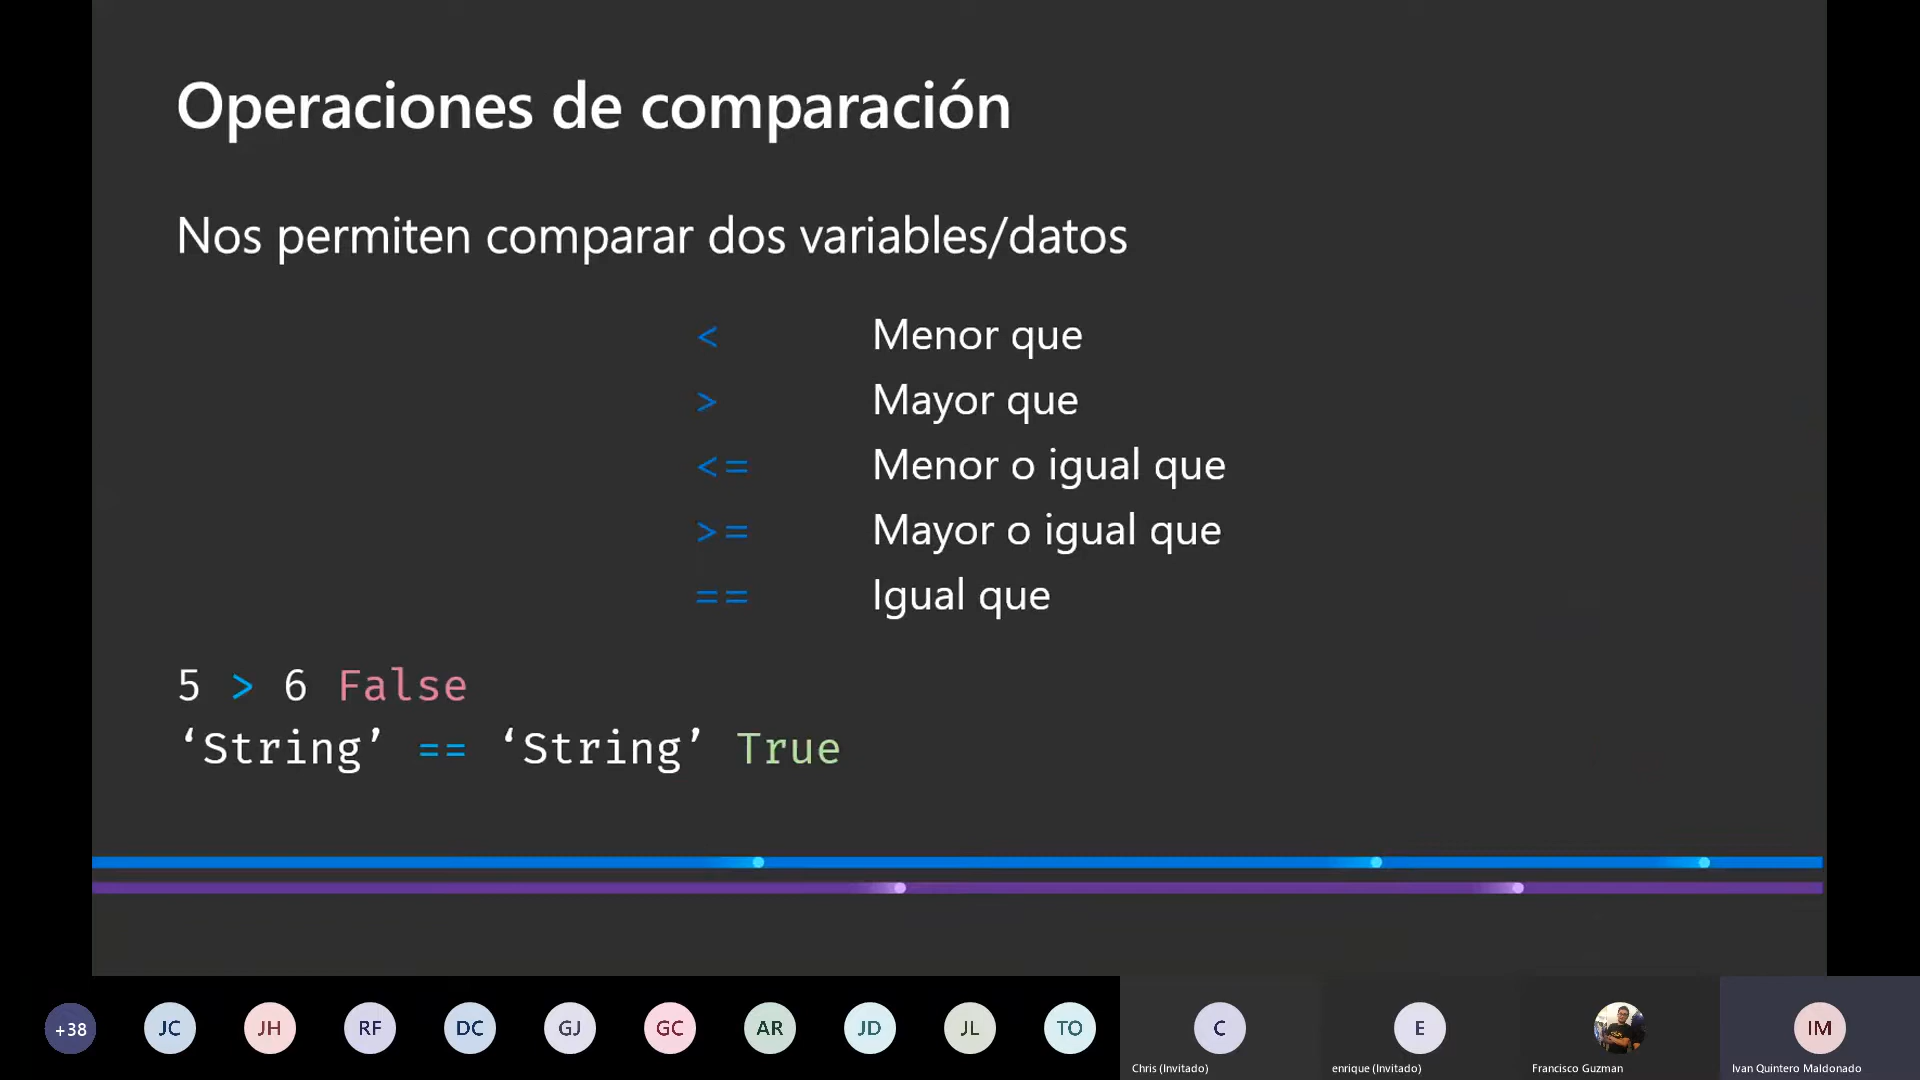 Operaciones de comparación
Nos permiten comparar dos variables/datos
< Menor que
> Mayor que
<= Menor o igual que
>= Mayor o igual que
== Igual que
5 > 6 False
‘String’ == ‘String’ True
+38 JC JH RF DC GJ GC AR JD JL TO C E IM
Chris (Invitado) enrique (Invitado) Francisco Guzman Ivan Quintero Maldonado